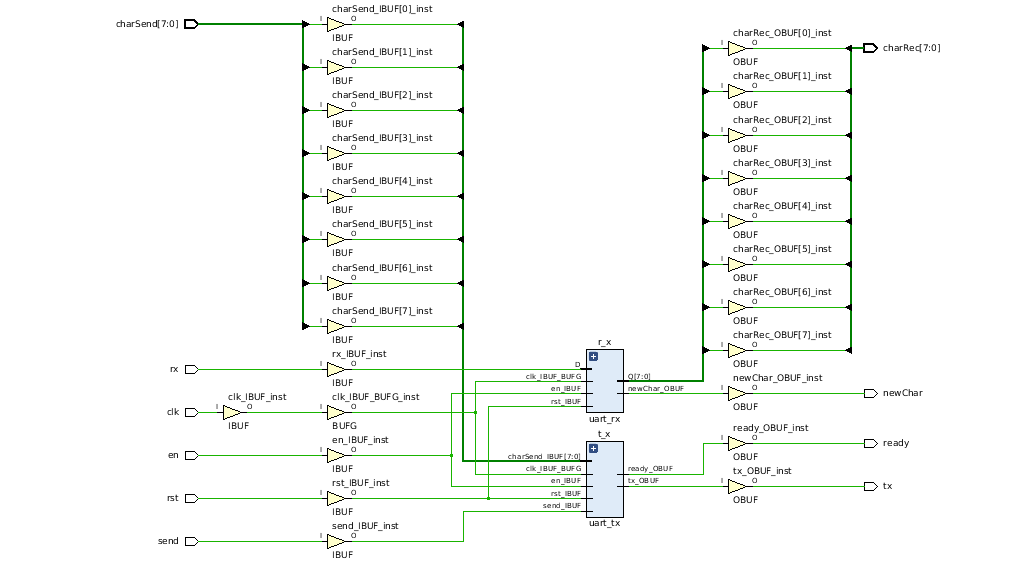 charSend[7:0]
charSend_IBUF[0]_inst
I
O
IBUF
charSend_IBUF[1]_inst
I
O
IBUF
charSend_IBUF[2]_inst
I
O
IBUF
charSend_IBUF[3]_inst
I
O
IBUF
charSend_IBUF[4]_inst
I
O
IBUF
charSend_IBUF[5]_inst
I
O
IBUF
charSend_IBUF[6]_inst
I
O
IBUF
charSend_IBUF[7]_inst
I
O
IBUF
rx
rx_IBUF_inst
I
O
IBUF
clk
clk_IBUF_inst
I
O
IBUF
clk_IBUF_BUFG_inst
I
O
BUFG
en
en_IBUF_inst
I
O
IBUF
rst
rst_IBUF_inst
I
O
IBUF
send
send_IBUF_inst
I
O
IBUF
r_x
D
clk_IBUF_BUFG
en_IBUF
rst_IBUF
Q[7:0]
newChar_OBUF
uart_rx
t_x
charSend_IBUF[7:0]
clk_IBUF_BUFG
en_IBUF
rst_IBUF
send_IBUF
ready_OBUF
tx_OBUF
uart_tx
charRec_OBUF[0]_inst
I
O
OBUF
charRec[7:0]
charRec_OBUF[1]_inst
I
O
OBUF
charRec_OBUF[2]_inst
I
O
OBUF
charRec_OBUF[3]_inst
I
O
OBUF
charRec_OBUF[4]_inst
I
O
OBUF
charRec_OBUF[5]_inst
I
O
OBUF
charRec_OBUF[6]_inst
I
O
OBUF
charRec_OBUF[7]_inst
I
O
OBUF
newChar_OBUF_inst
I
O
OBUF
newChar
ready_OBUF_inst
I
O
OBUF
ready
tx_OBUF_inst
I
O
OBUF
tx